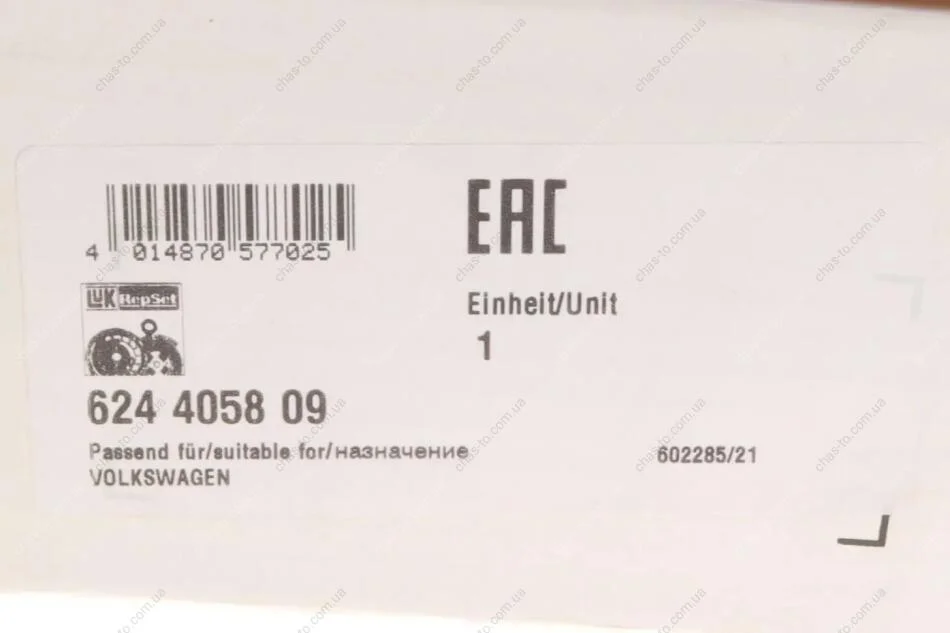 4 014870 577025
EAC
LUK RepSet
Einheit/Unit
1
624 4058 09
Passend für/suitable for/назначение
VOLKSWAGEN
602285/21
chas-to.com.ua